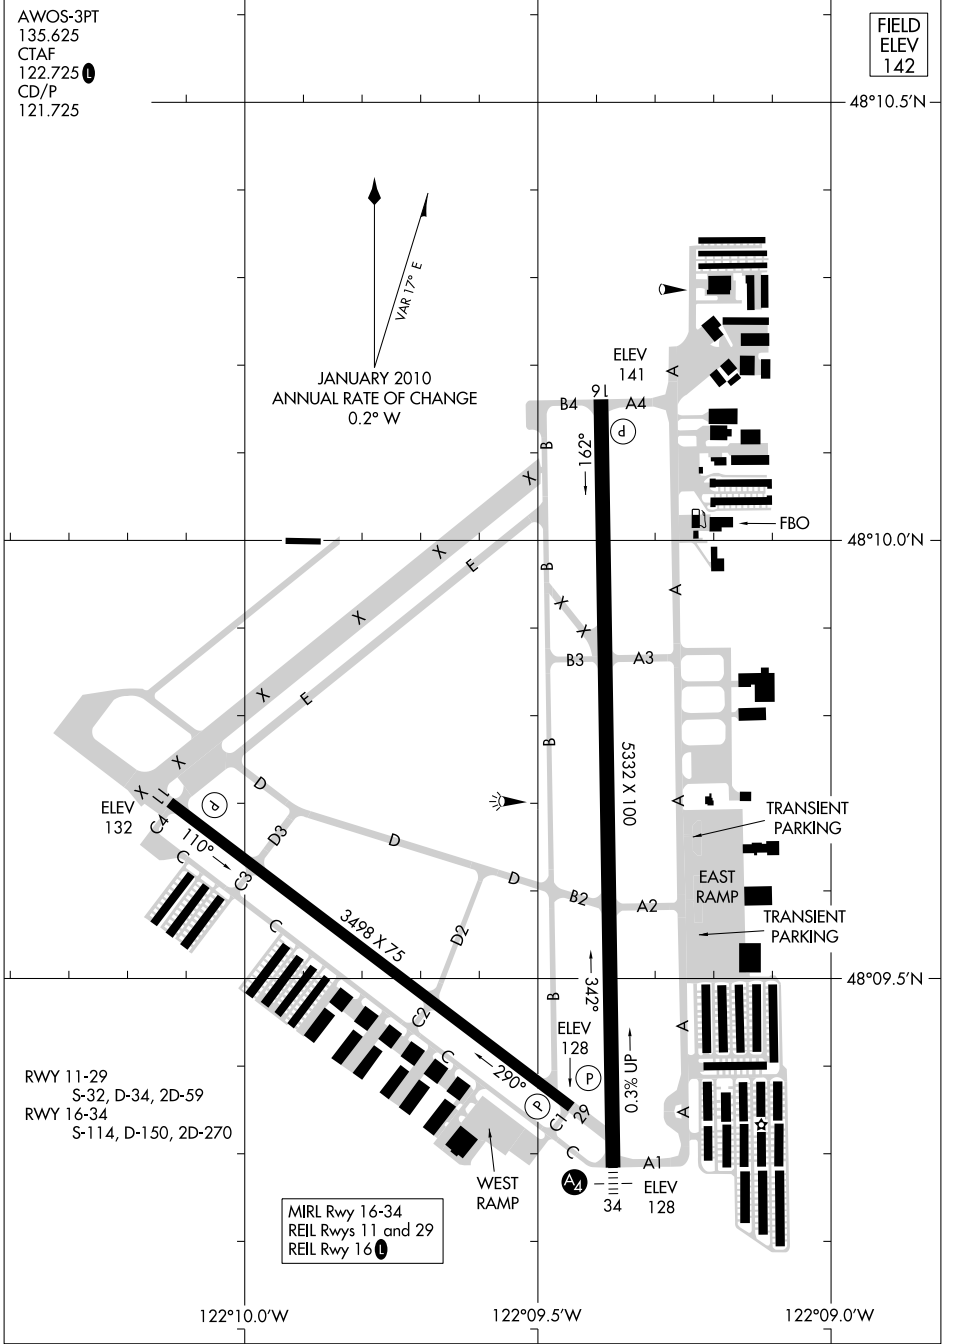 AWOS-3PT
135.625
CTAF
122.725 L
CD/P
121.725
FIELD
ELEV
142
48°10.5'N
VAR 17° E
JANUARY 2010
ANNUAL RATE OF CHANGE
0.2° W
ELEV
141
16
A
B4
A4
P
B
162°
X
FBO
48°10.0'N
X
E
B
X
A
X
X
B3
A3
X
E
B
5332 X 100
X
D
X
11
P
ELEV
132
C4
110°
D3
D
A
TRANSIENT
PARKING
C
C3
D
B2
A2
EAST
RAMP
TRANSIENT
PARKING
C
3498 X 75
D2
342°
48°09.5'N
B
C2
ELEV
128
A
0.3% UP
C
290°
P
P
29
C1
A
RWY 11-29
S-32, D-34, 2D-59
RWY 16-34
S-114, D-150, 2D-270
C
A1
A4
WEST
RAMP
34
ELEV
128
MIRL Rwy 16-34
REIL Rwys 11 and 29
REIL Rwy 16 L
122°10.0'W
122°09.5'W
122°09.0'W